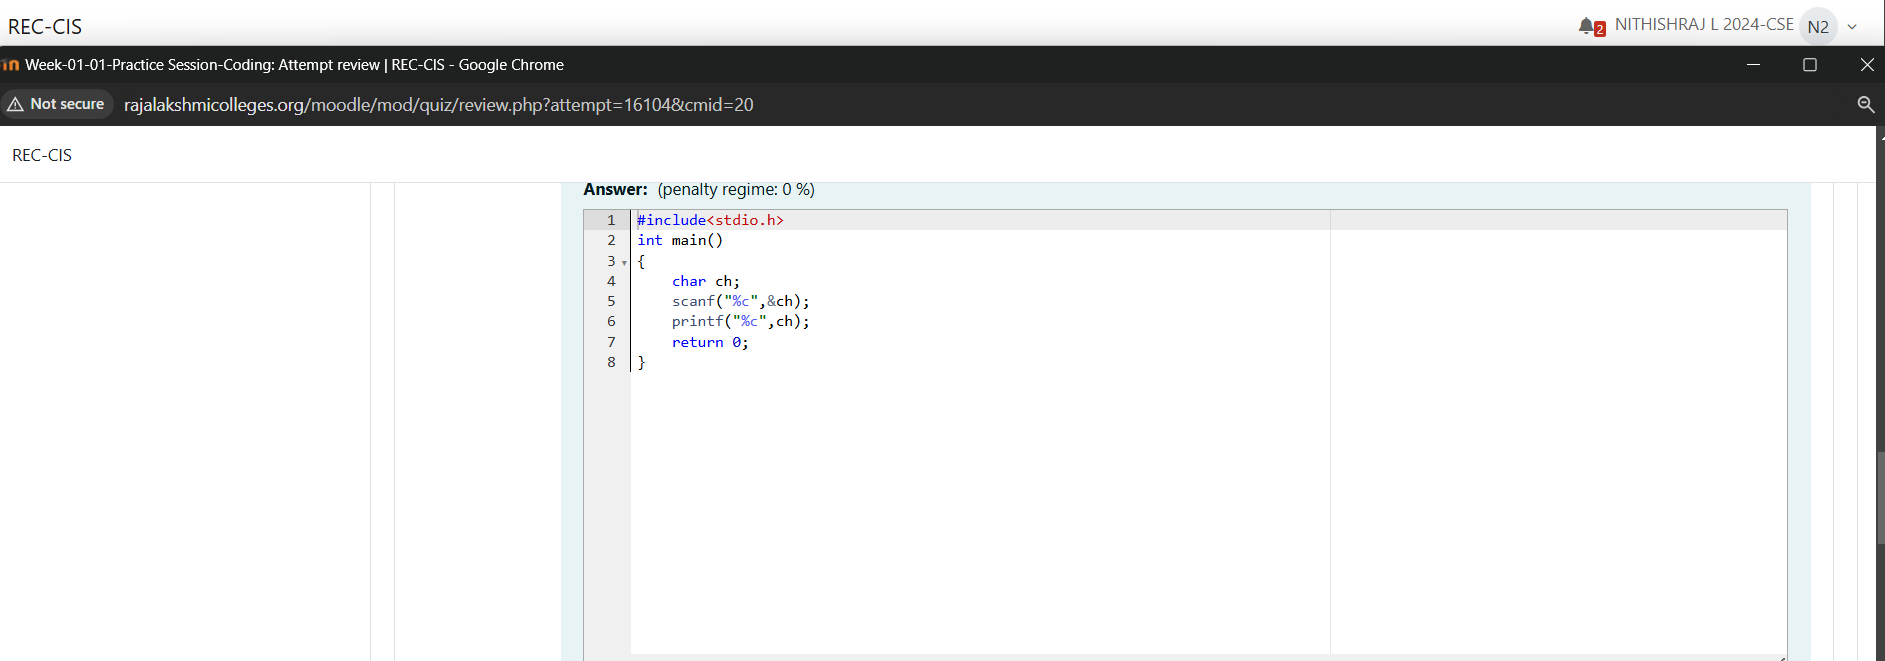 REC-CIS
2 NITHISHRAJ L 2024-CSE N2
Week-01-01-Practice Session-Coding: Attempt review | REC-CIS - Google Chrome
Not secure rajalakshmicolleges.org/moodle/mod/quiz/review.php?attempt=16104&cmid=20
REC-CIS
Answer: (penalty regime: 0 %)
1 #include<stdio.h>
2 int main()
3 {
4 char ch;
5 scanf("%c",&ch);
6 printf("%c",ch);
7 return 0;
8 }